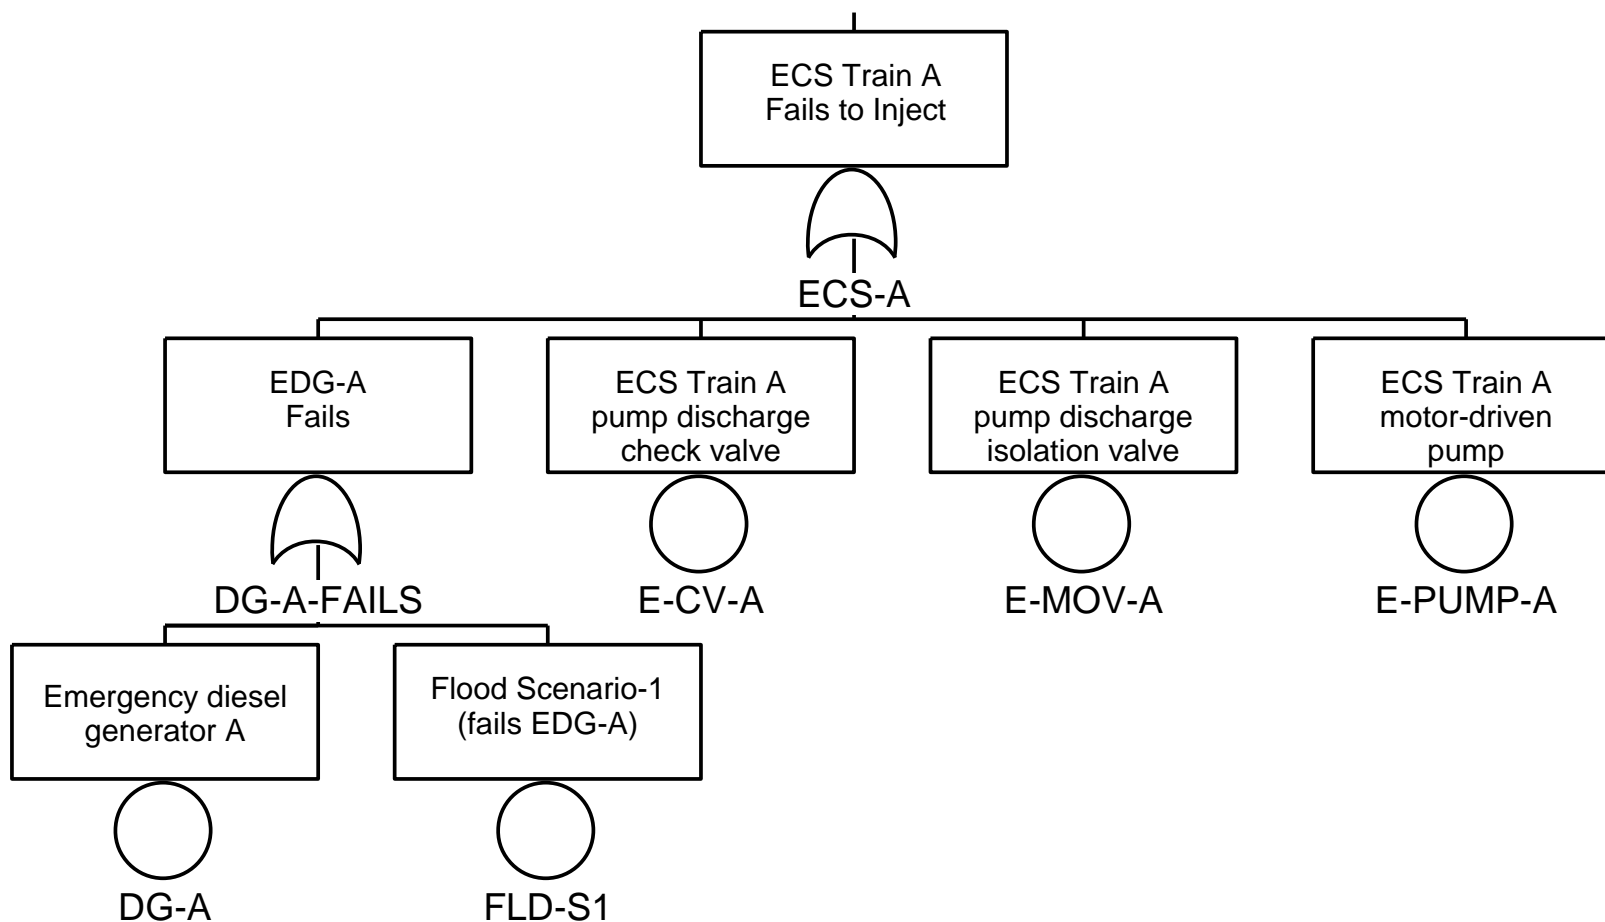 ECS Train A
Fails to Inject
ECS-A
EDG-A
Fails
ECS Train A
pump discharge
check valve
ECS Train A
pump discharge
isolation valve
ECS Train A
motor-driven
pump
DG-A-FAILS
E-CV-A
E-MOV-A
E-PUMP-A
Emergency diesel
generator A
Flood Scenario-1
(fails EDG-A)
DG-A
FLD-S1